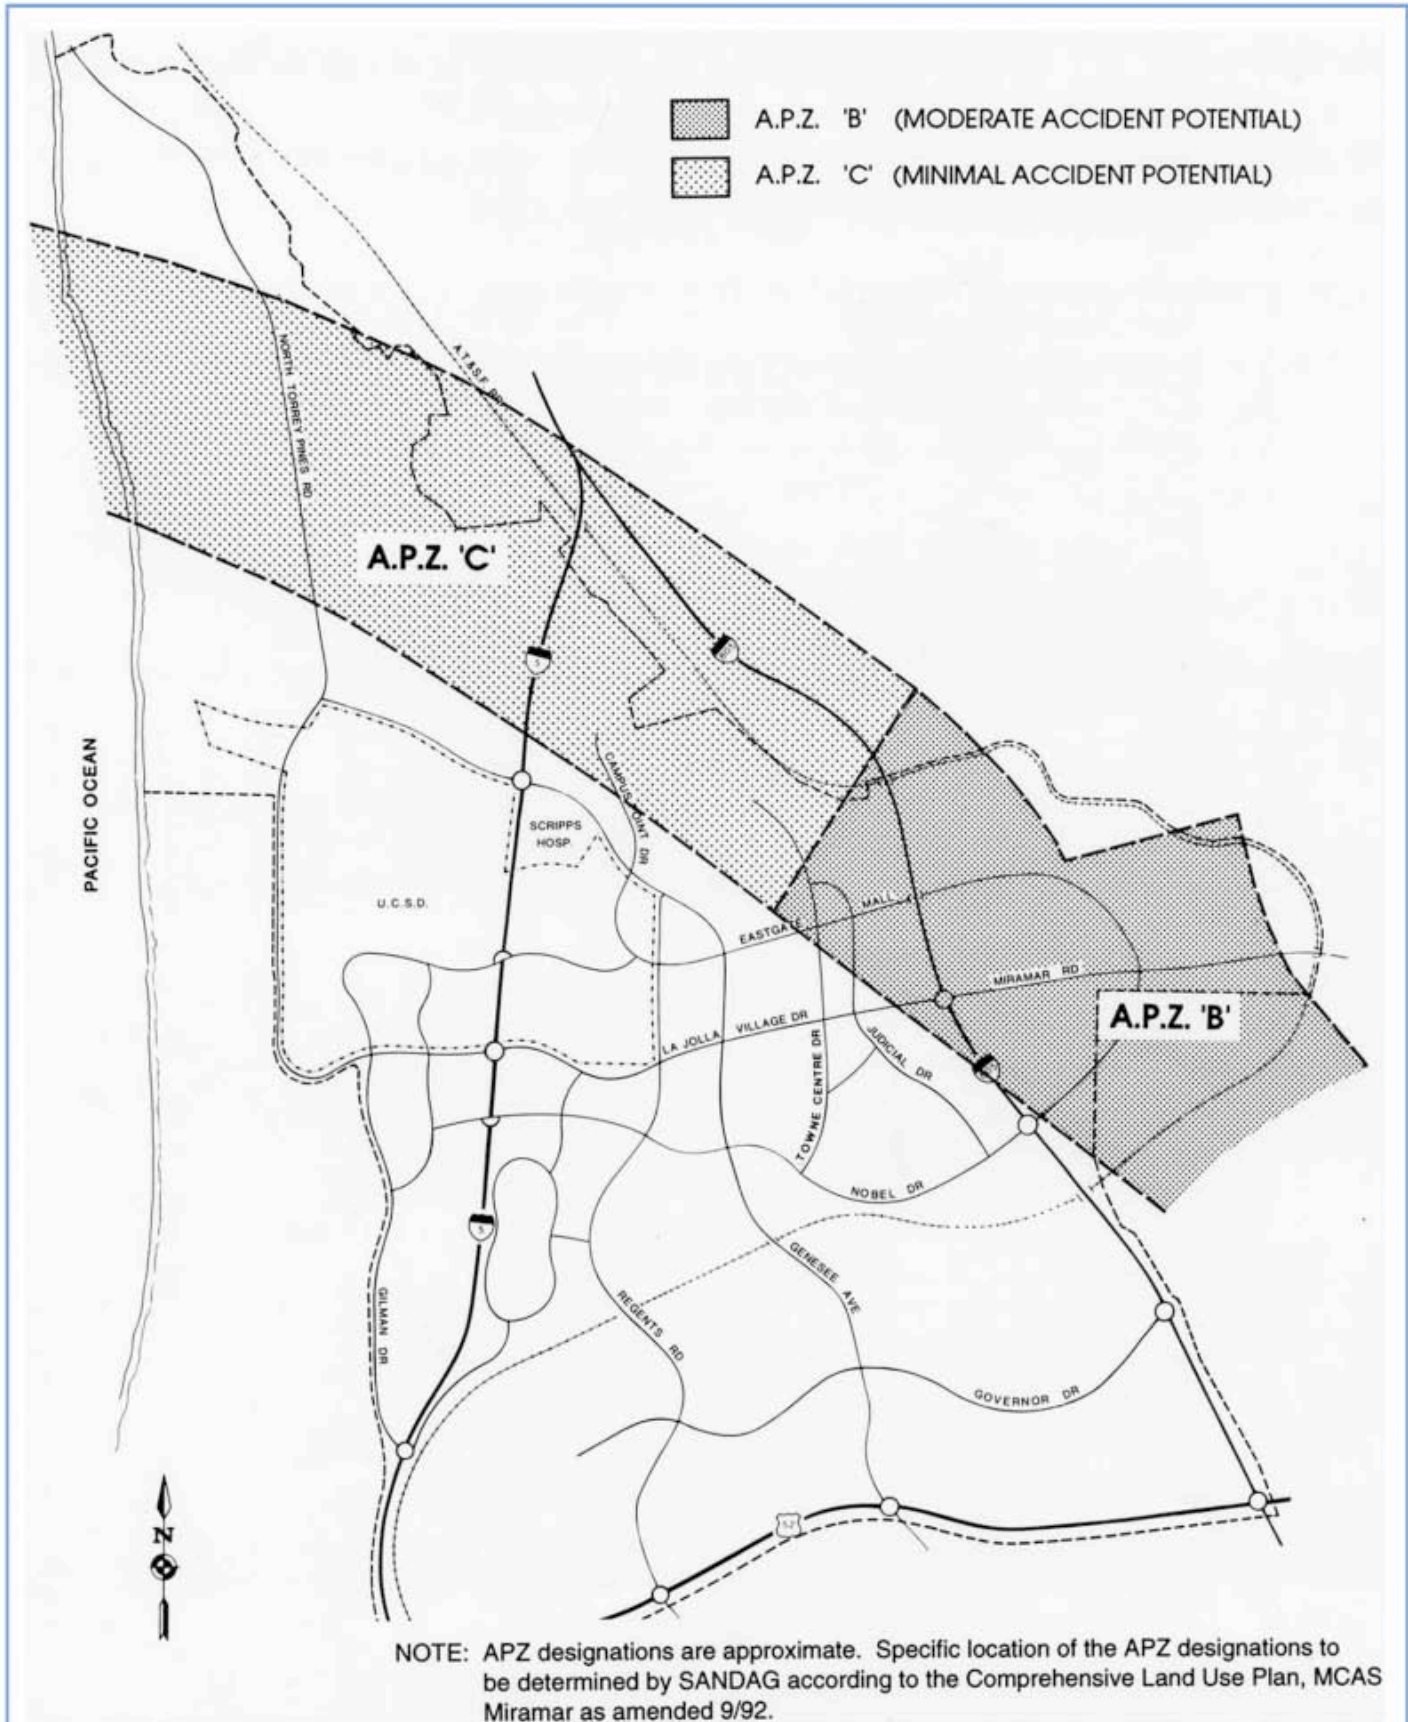 A.P.Z. 'B' (MODERATE ACCIDENT POTENTIAL)
A.P.Z. 'C' (MINIMAL ACCIDENT POTENTIAL)
NORTH TORREY PINES RD
A.T.&S.F. RR
A.P.Z. 'C'
5
PACIFIC OCEAN
CAMPUS POINT DR
SCRIPPS
HOSP
U.C.S.D.
EASTGATE MALL
MIRAMAR RD
A.P.Z. 'B'
LA JOLLA VILLAGE DR
TOWNE CENTRE DR
JUDICIAL DR
NOBEL DR
5
GENESEE AVE
REGENTS RD
GILMAN DR
GOVERNOR DR
52
N
NOTE: APZ designations are approximate. Specific location of the APZ designations to
be determined by SANDAG according to the Comprehensive Land Use Plan, MCAS
Miramar as amended 9/92.